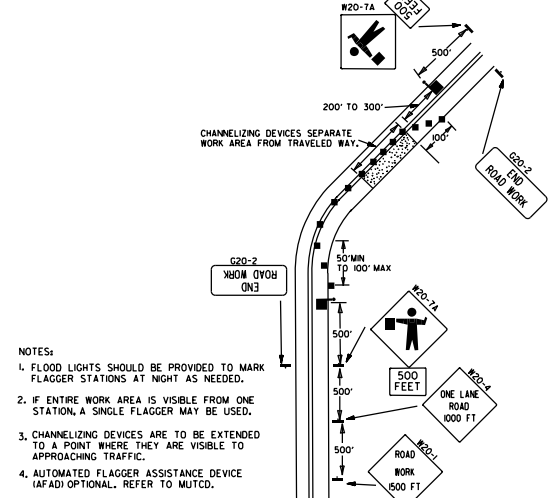 W20-7A
500
FEET
500'
200' TO 300'
CHANNELIZING DEVICES SEPARATE
WORK AREA FROM TRAVELED WAY.
100'
G20-2
END
ROAD WORK
50'MIN
TO 100' MAX
G20-2
END
ROAD WORK
W20-7A
500'
500
FEET
500'
W20-4
ONE LANE
ROAD
1000 FT
500'
W20-1
ROAD
WORK
1500 FT
NOTES:
1. FLOOD LIGHTS SHOULD BE PROVIDED TO MARK
FLAGGER STATIONS AT NIGHT AS NEEDED.
2. IF ENTIRE WORK AREA IS VISIBLE FROM ONE
STATION, A SINGLE FLAGGER MAY BE USED.
3. CHANNELIZING DEVICES ARE TO BE EXTENDED
TO A POINT WHERE THEY ARE VISIBLE TO
APPROACHING TRAFFIC.
4. AUTOMATED FLAGGER ASSISTANCE DEVICE
(AFAD) OPTIONAL. REFER TO MUTCD.